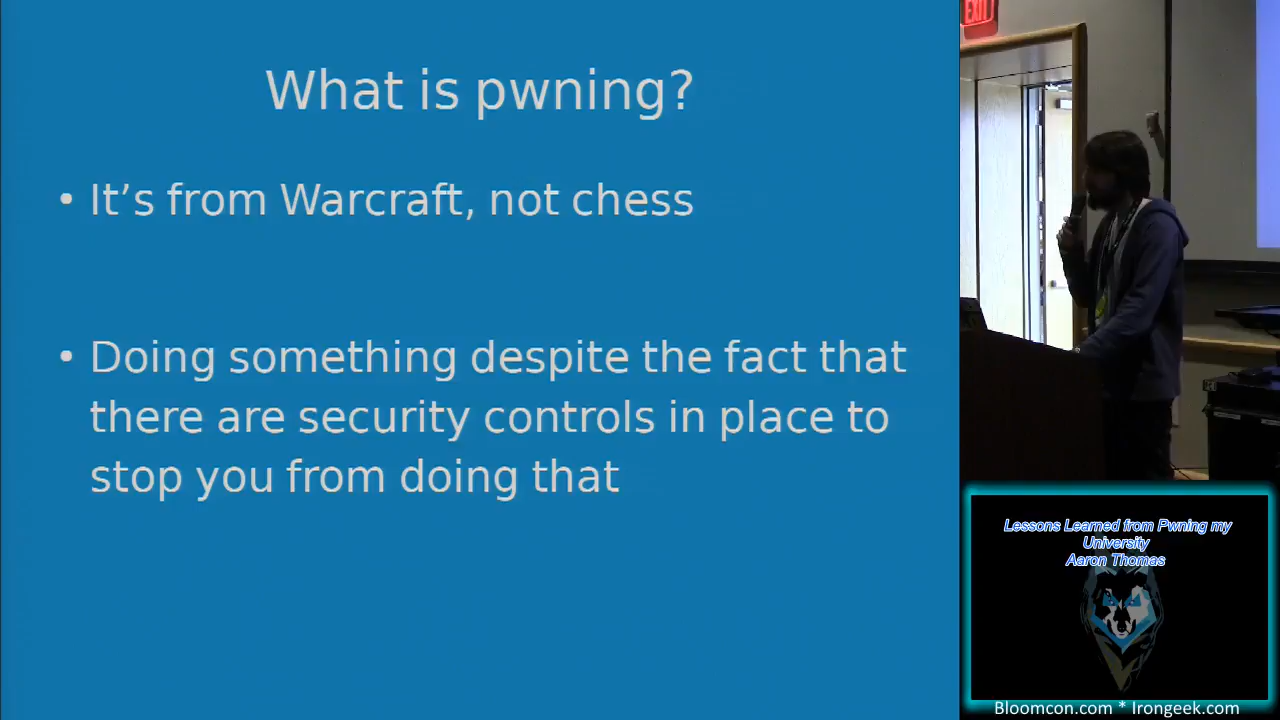 What is pwning?
• It’s from Warcraft, not chess
• Doing something despite the fact that
there are security controls in place to
stop you from doing that
EXIT
Lessons Learned from Pwning my
University
Aaron Thomas
Bloomcon.com * Irongeek.com